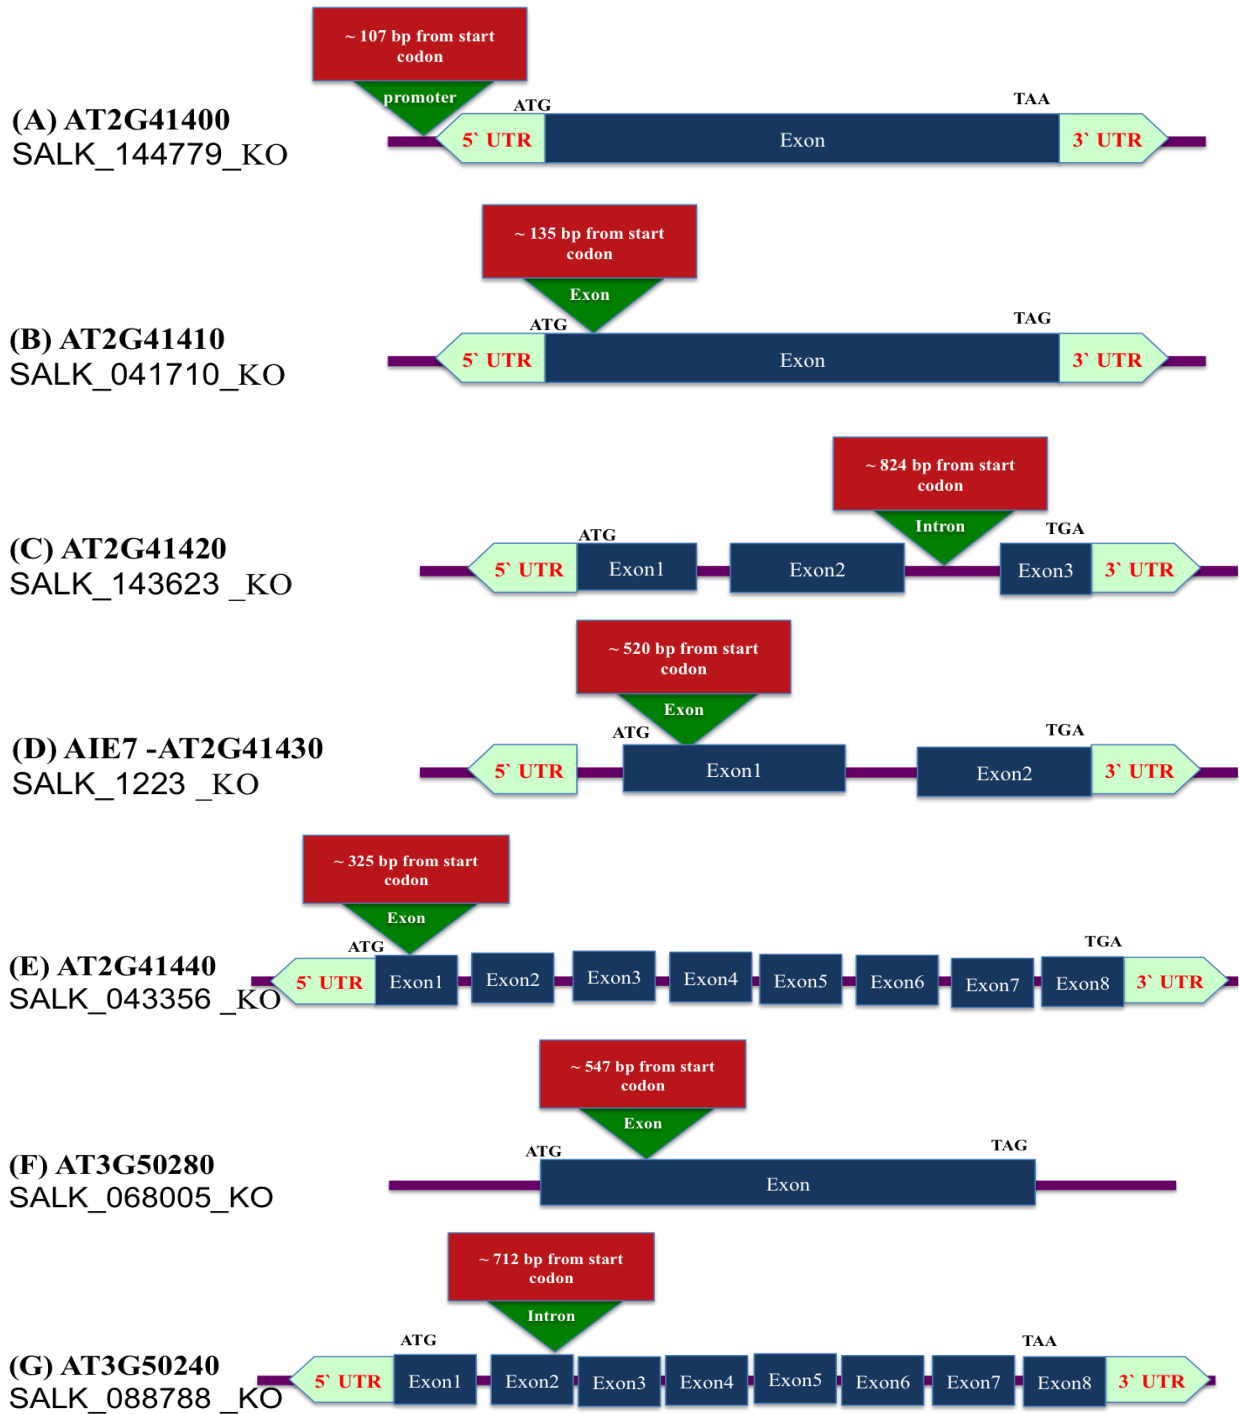 ~ 107 bp from start
codon
promoter
(A) AT2G41400
SALK_144779_KO
ATG
TAA
5` UTR
Exon
3` UTR
~ 135 bp from start
codon
Exon
(B) AT2G41410
SALK_041710_KO
ATG
TAG
5` UTR
Exon
3` UTR
~ 824 bp from start
codon
Intron
(C) AT2G41420
SALK_143623 _KO
ATG
TGA
5` UTR
Exon1
Exon2
Exon3
3` UTR
~ 520 bp from start
codon
Exon
(D) AIE7 -AT2G41430
SALK_1223 _KO
ATG
TGA
5` UTR
Exon1
Exon2
3` UTR
~ 325 bp from start
codon
Exon
(E) AT2G41440
SALK_043356 _KO
ATG
TGA
5` UTR
Exon1
Exon2
Exon3
Exon4
Exon5
Exon6
Exon7
Exon8
3` UTR
~ 547 bp from start
codon
Exon
(F) AT3G50280
SALK_068005_KO
ATG
TAG
Exon
~ 712 bp from start
codon
Intron
(G) AT3G50240
SALK_088788 _KO
ATG
TAA
5` UTR
Exon1
Exon2
Exon3
Exon4
Exon5
Exon6
Exon7
Exon8
3` UTR